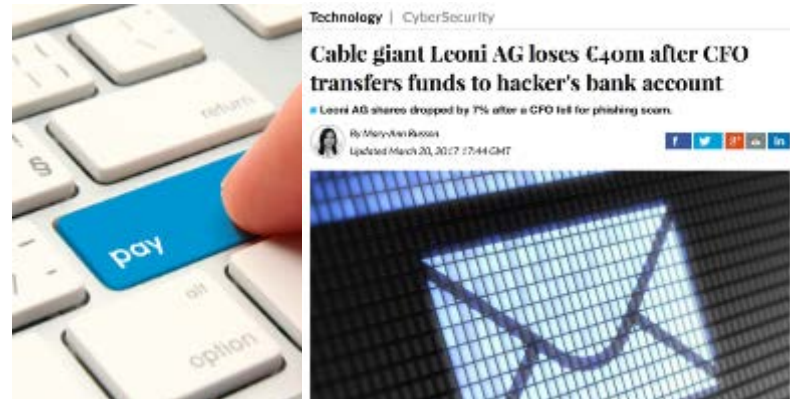 return
§
pay
alt
option
Technology | CyberSecurity
Cable giant Leoni AG loses €40m after CFO
transfers funds to hacker's bank account
Leoni AG shares dropped by 7% after a CFO fell for phishing scam.
By Mary-Ann Russon
Updated March 20, 2017 17:44 GMT
f
g+
in